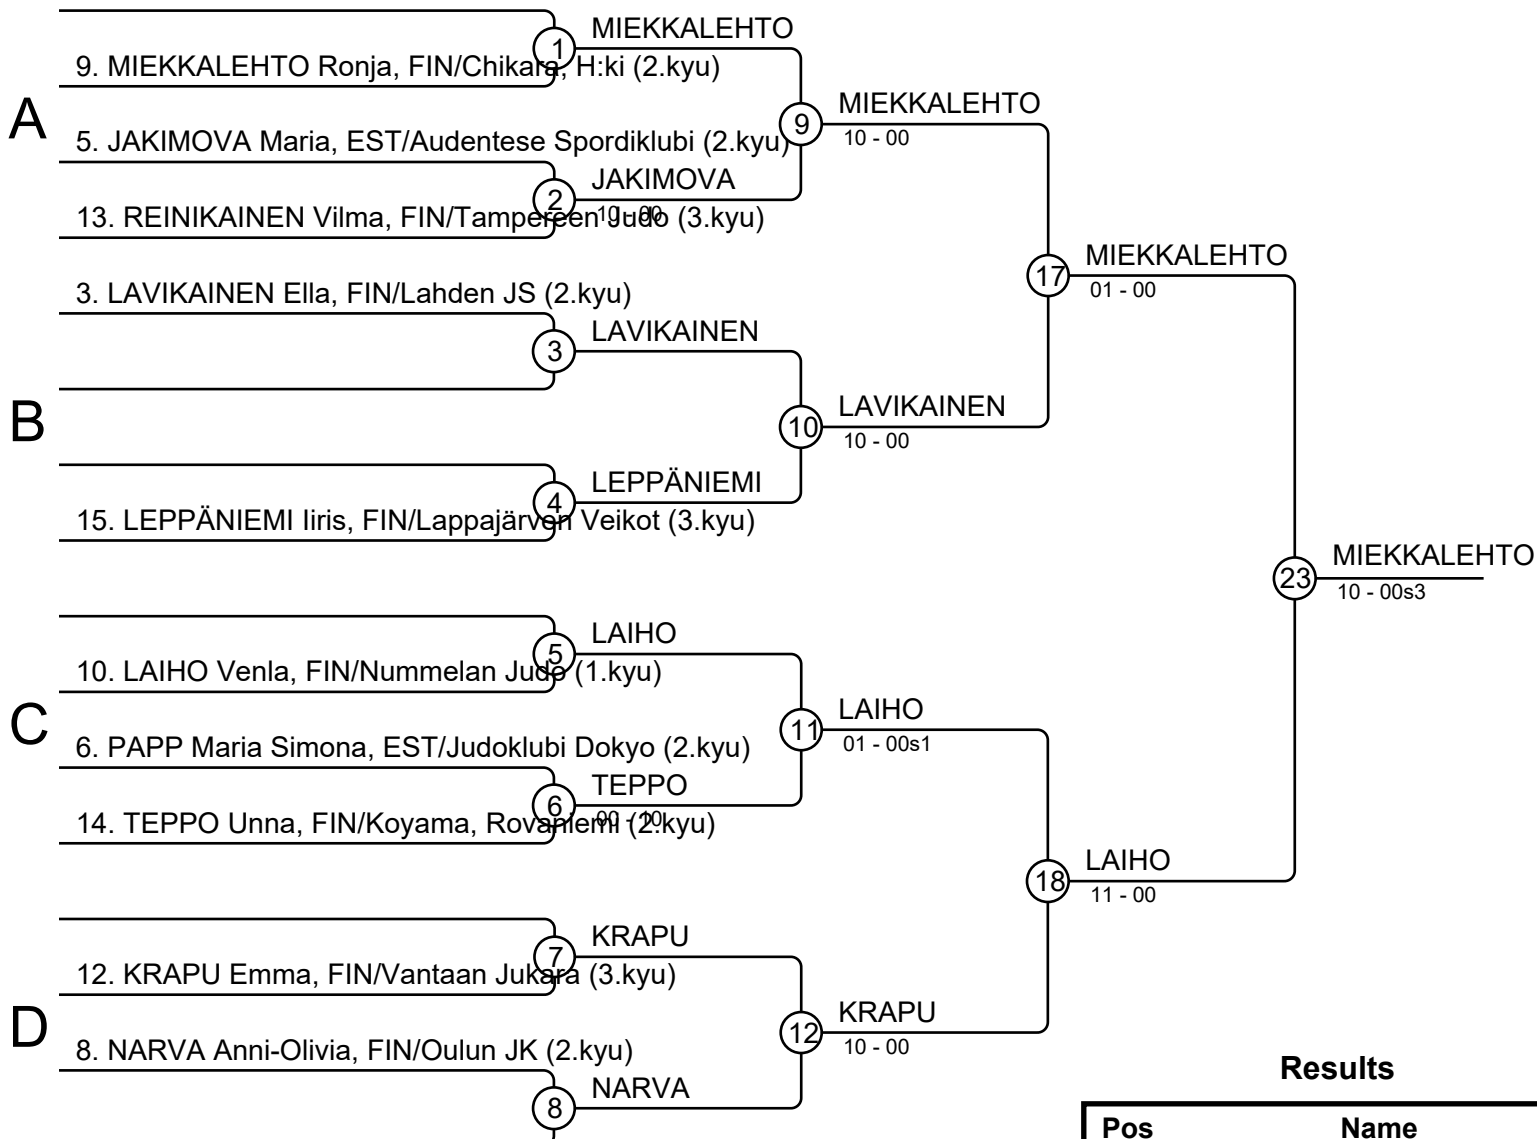 MIEKKALEHTO
1
9. MIEKKALEHTO Ronja, FIN/Chikara, H:ki (2.kyu)
MIEKKALEHTO
A
9
10 - 00
5. JAKIMOVA Maria, EST/Audentese Spordiklubi (2.kyu)
JAKIMOVA
2
10 - 00
13. REINIKAINEN Vilma, FIN/Tampereen Judo (3.kyu)
MIEKKALEHTO
17
01 - 00
3. LAVIKAINEN Ella, FIN/Lahden JS (2.kyu)
LAVIKAINEN
3
LAVIKAINEN
B
10
10 - 00
LEPPÄNIEMI
4
15. LEPPÄNIEMI Iiris, FIN/Lappajärven Veikot (3.kyu)
MIEKKALEHTO
23
10 - 00s3
LAIHO
5
10. LAIHO Venla, FIN/Nummelan Judo (1.kyu)
LAIHO
C
11
01 - 00s1
6. PAPP Maria Simona, EST/Judoklubi Dokyo (2.kyu)
TEPPO
6
00 - 10
14. TEPPO Unna, FIN/Koyama, Rovaniemi (2.kyu)
LAIHO
18
11 - 00
KRAPU
7
12. KRAPU Emma, FIN/Vantaan Jukara (3.kyu)
KRAPU
D
12
10 - 00
8. NARVA Anni-Olivia, FIN/Oulun JK (2.kyu)
NARVA
8
Results
Pos Name